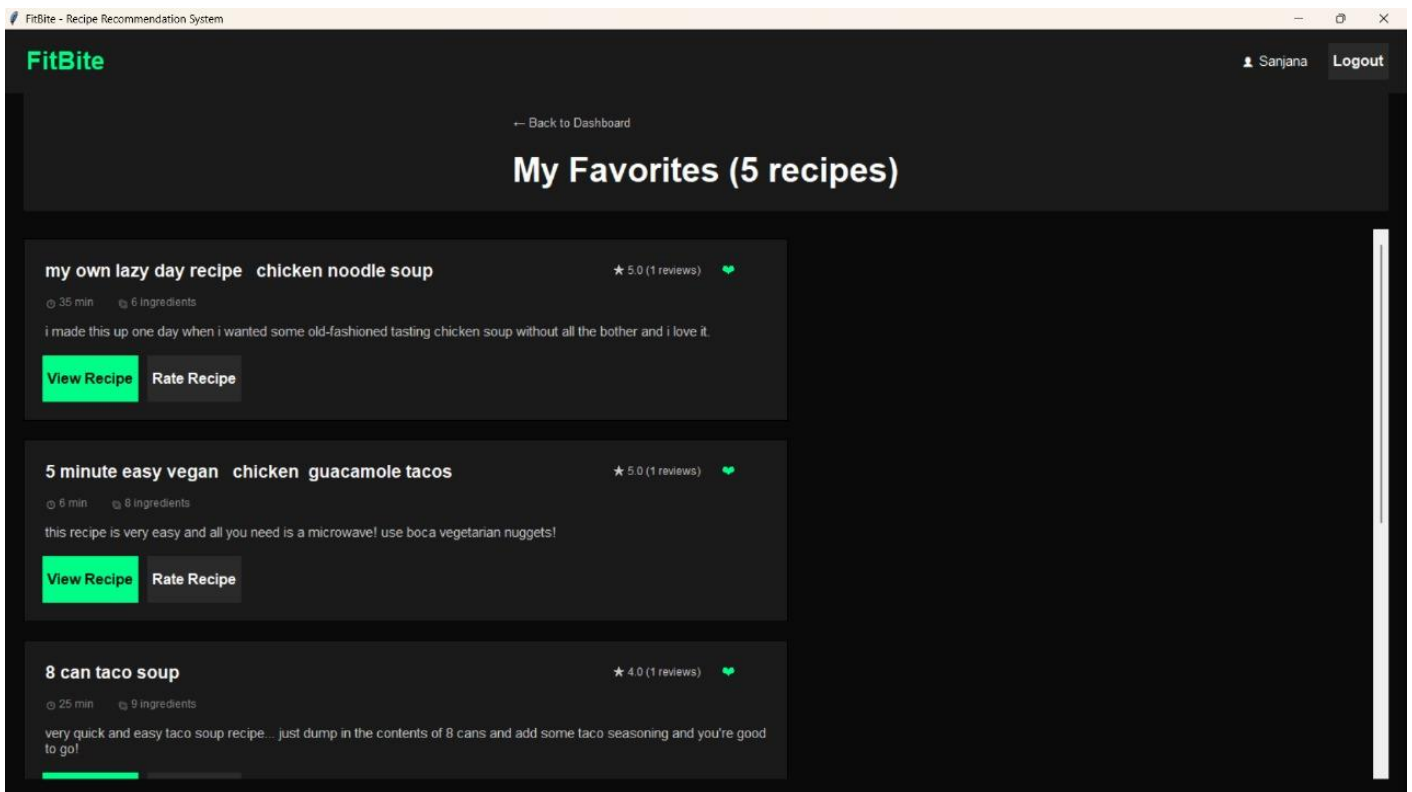 FitBite - Recipe Recommendation System
FitBite
Sanjana
Logout
← Back to Dashboard
My Favorites (5 recipes)
my own lazy day recipe   chicken noodle soup
★ 5.0 (1 reviews)
35 min
6 ingredients
i made this up one day when i wanted some old-fashioned tasting chicken soup without all the bother and i love it.
View Recipe
Rate Recipe
5 minute easy vegan   chicken  guacamole tacos
★ 5.0 (1 reviews)
6 min
8 ingredients
this recipe is very easy and all you need is a microwave! use boca vegetarian nuggets!
View Recipe
Rate Recipe
8 can taco soup
★ 4.0 (1 reviews)
25 min
9 ingredients
very quick and easy taco soup recipe... just dump in the contents of 8 cans and add some taco seasoning and you're good
to go!